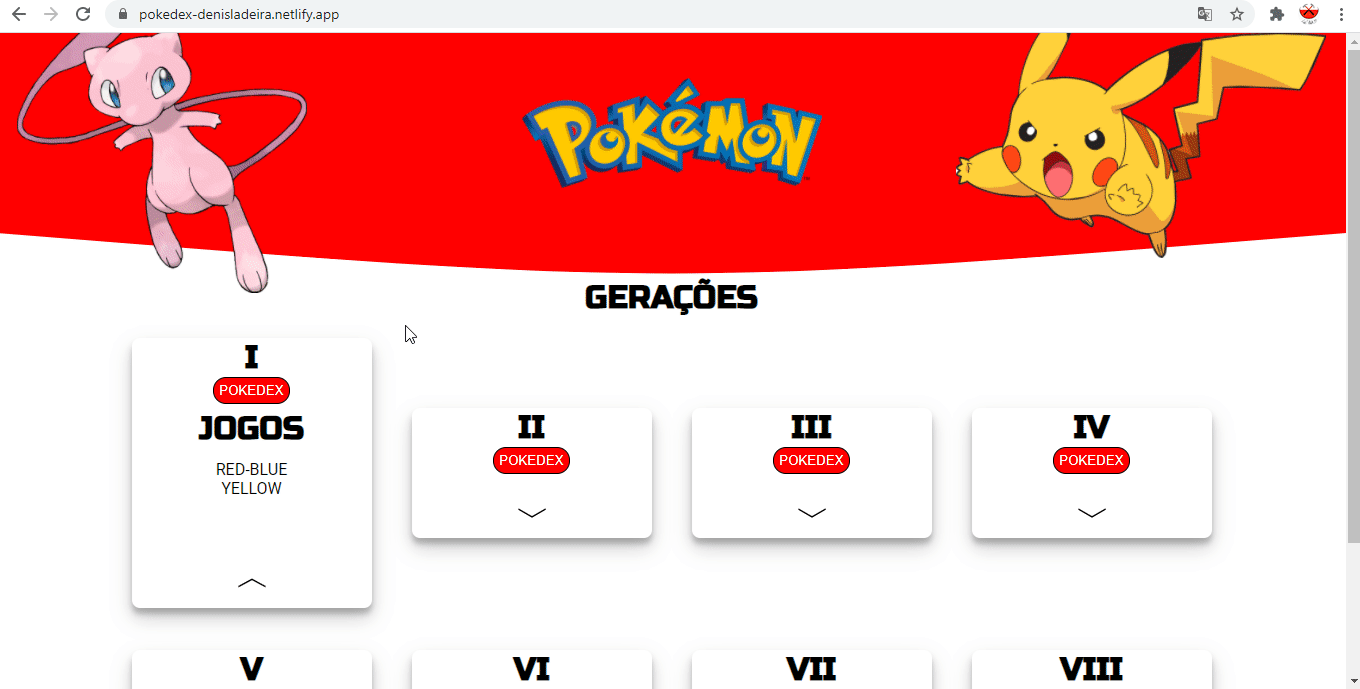 pokedex-denisladeira.netlify.app
POKéMON
GERAÇÕES
I
POKEDEX
JOGOS
RED-BLUE
YELLOW
II
POKEDEX
III
POKEDEX
IV
POKEDEX
V
VI
VII
VIII